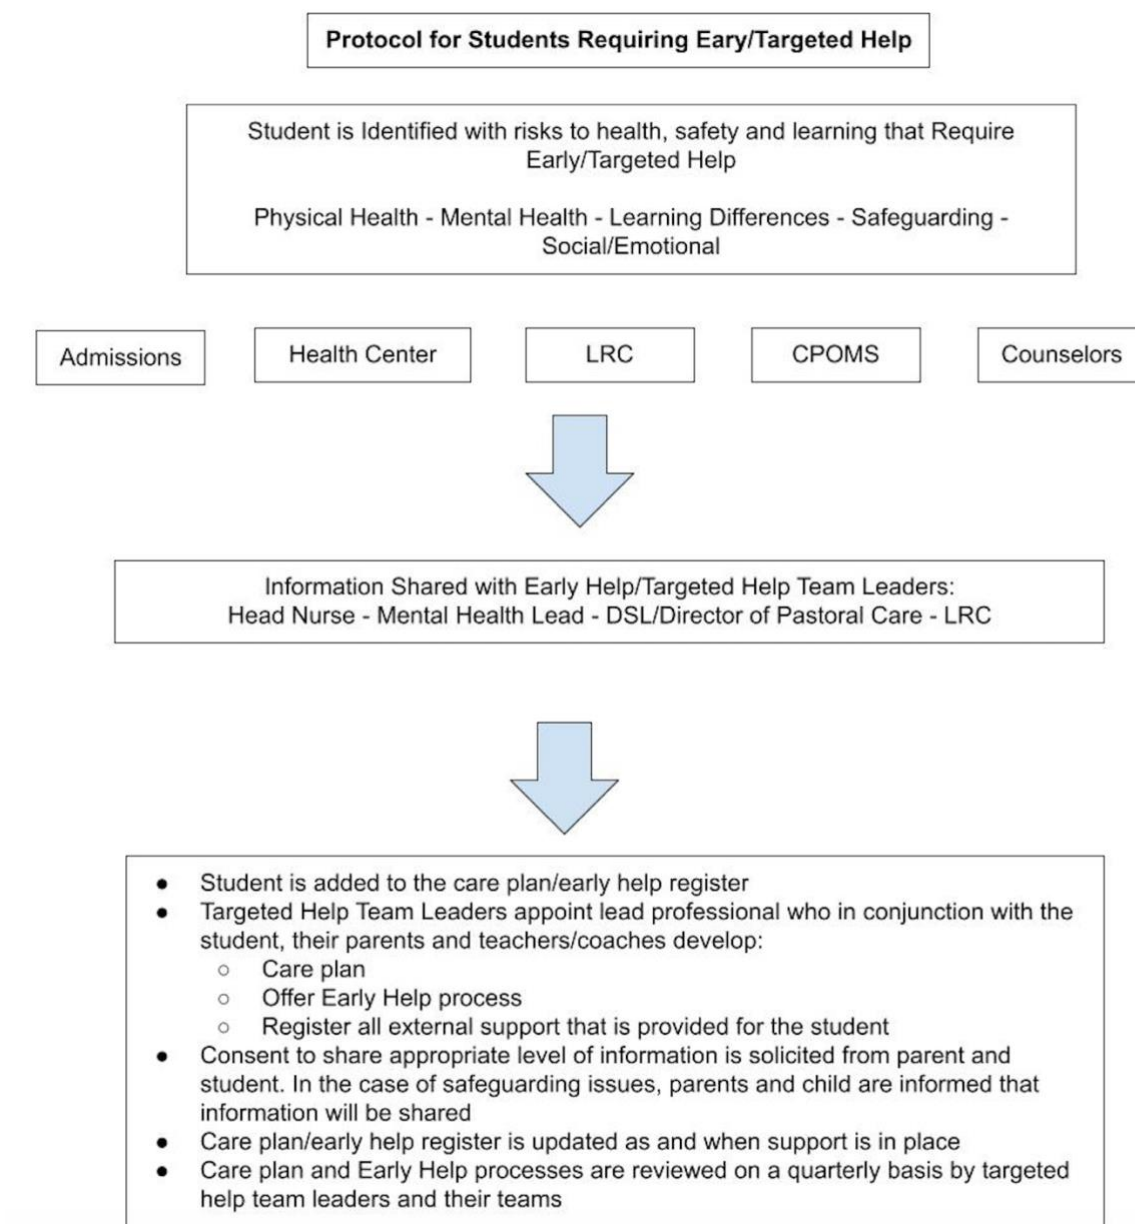 Protocol for Students Requiring Eary/Targeted Help
Student is Identified with risks to health, safety and learning that Require
Early/Targeted Help
Physical Health - Mental Health - Learning Differences - Safeguarding -
Social/Emotional
Admissions
Health Center
LRC
CPOMS
Counselors
Information Shared with Early Help/Targeted Help Team Leaders:
Head Nurse - Mental Health Lead - DSL/Director of Pastoral Care - LRC
● Student is added to the care plan/early help register
● Targeted Help Team Leaders appoint lead professional who in conjunction with the
student, their parents and teachers/coaches develop:
○ Care plan
○ Offer Early Help process
○ Register all external support that is provided for the student
● Consent to share appropriate level of information is solicited from parent and
student. In the case of safeguarding issues, parents and child are informed that
information will be shared
● Care plan/early help register is updated as and when support is in place
● Care plan and Early Help processes are reviewed on a quarterly basis by targeted
help team leaders and their teams